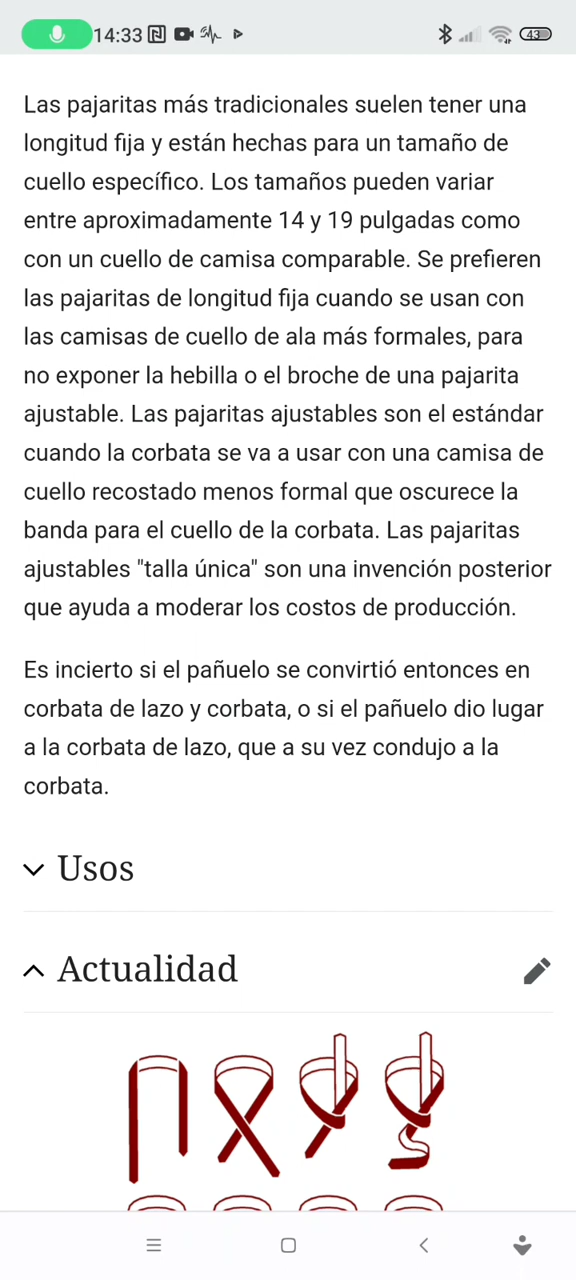 14:33
43
Las pajaritas más tradicionales suelen tener una
longitud fija y están hechas para un tamaño de
cuello específico. Los tamaños pueden variar
entre aproximadamente 14 y 19 pulgadas como
con un cuello de camisa comparable. Se prefieren
las pajaritas de longitud fija cuando se usan con
las camisas de cuello de ala más formales, para
no exponer la hebilla o el broche de una pajarita
ajustable. Las pajaritas ajustables son el estándar
cuando la corbata se va a usar con una camisa de
cuello recostado menos formal que oscurece la
banda para el cuello de la corbata. Las pajaritas
ajustables "talla única" son una invención posterior
que ayuda a moderar los costos de producción.
Es incierto si el pañuelo se convirtió entonces en
corbata de lazo y corbata, o si el pañuelo dio lugar
a la corbata de lazo, que a su vez condujo a la
corbata.
Usos
Actualidad